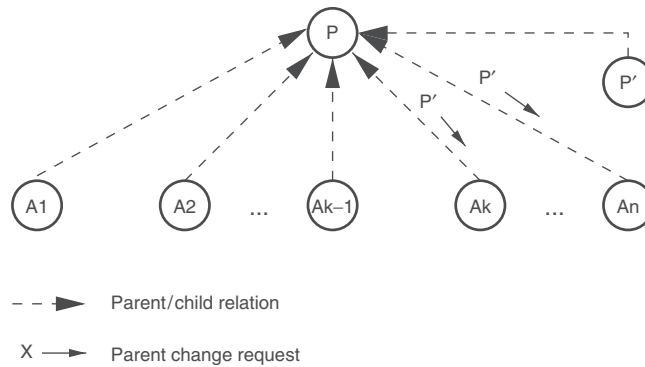 P
P′
P′
P′
A1
A2
...
Ak–1
Ak
...
An
Parent/child relation
X
Parent change request